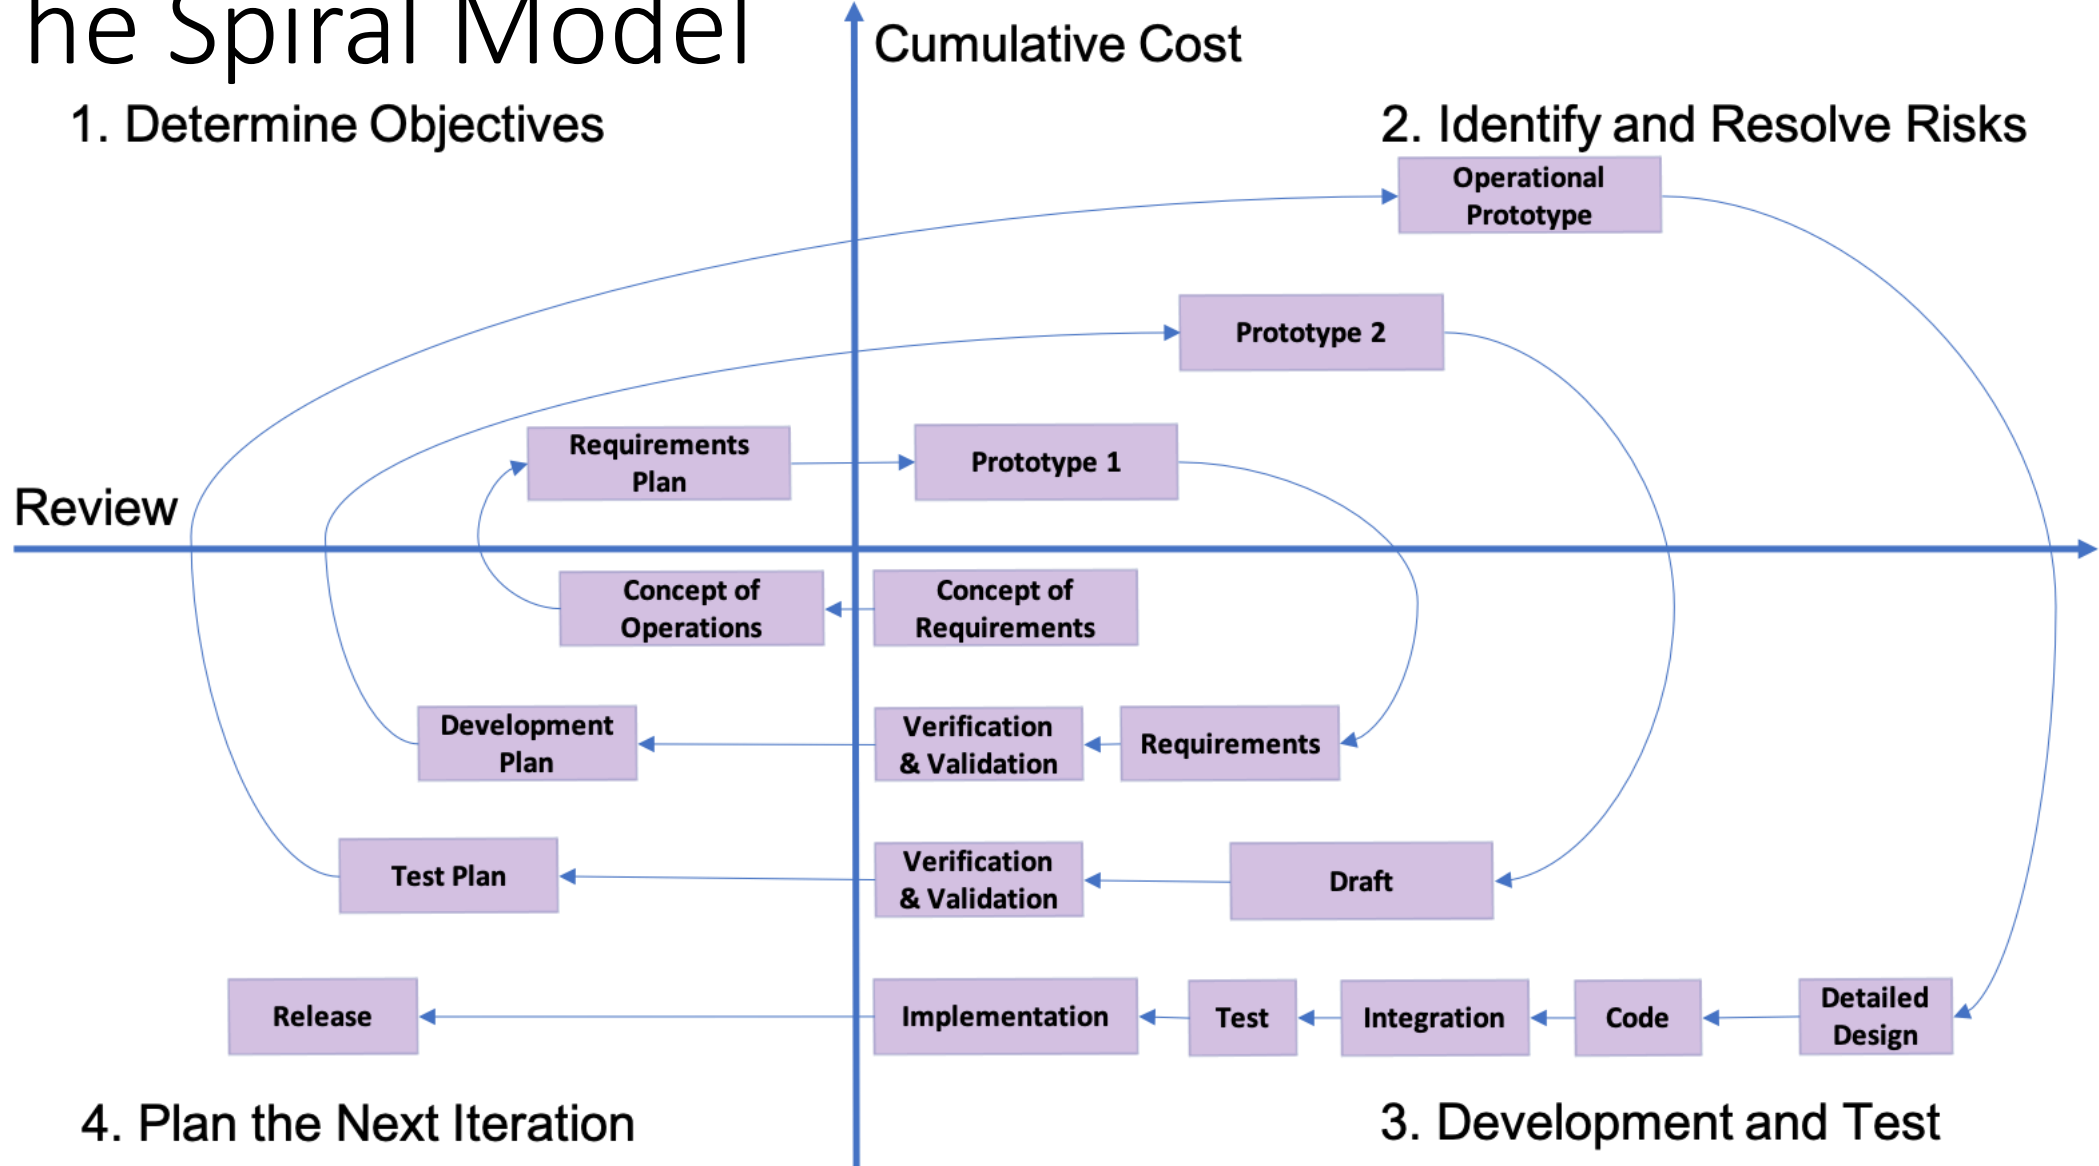 he Spiral Model
Cumulative Cost
1. Determine Objectives
2. Identify and Resolve Risks
Operational
Prototype
Prototype 2
Requirements
Plan
Prototype 1
Review
Concept of
Operations
Concept of
Requirements
Development
Plan
Verification
& Validation
Requirements
Test Plan
Verification
& Validation
Draft
Release
Implementation
Test
Integration
Code
Detailed
Design
4. Plan the Next Iteration
3. Development and Test